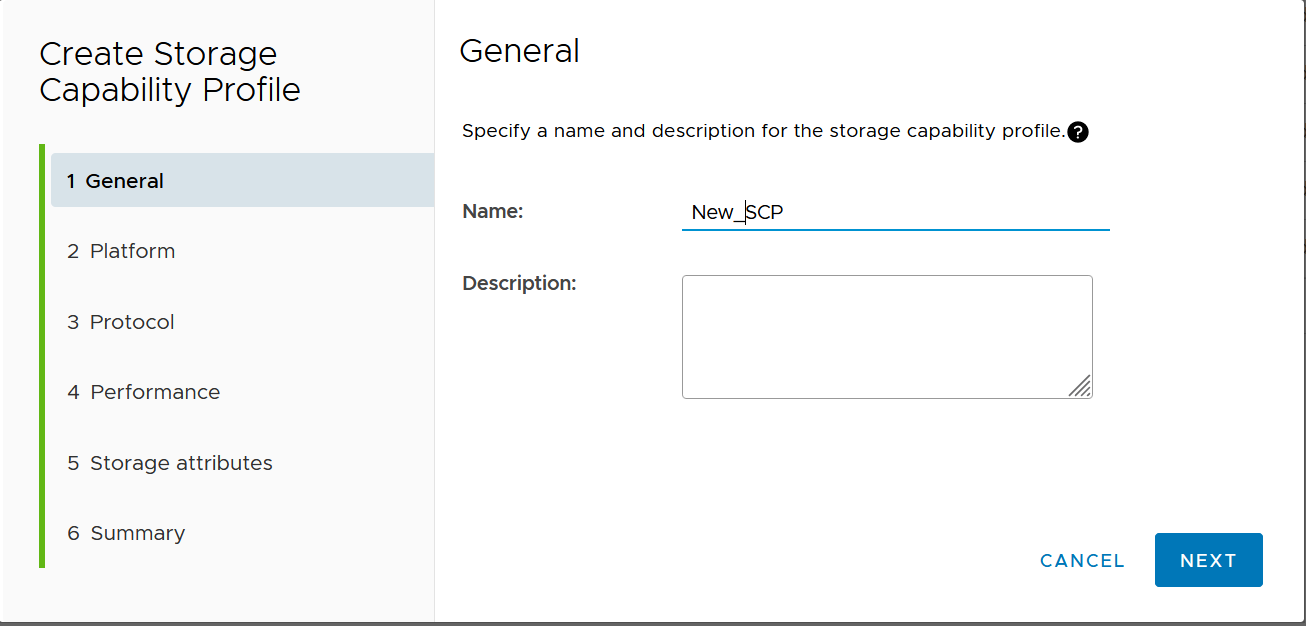 Create Storage
Capability Profile
1 General
2 Platform
3 Protocol
4 Performance
5 Storage attributes
6 Summary
General
Specify a name and description for the storage capability profile.?
Name:
New_SCP
Description:
CANCEL
NEXT